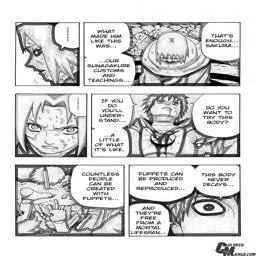 THAT'S
ENOUGH...
SAKURA...
WHAT
MADE HIM
LIKE THIS
WAS...
...OUR
SUNAGAKURE
CUSTOMS
AND
TEACHINGS...
DO YOU
WANT TO
TRY THIS
BODY?
IF YOU
DO
YOU'LL
UNDER-
STAND...
...A
LITTLE OF
WHAT IT'S
LIKE.
THIS BODY
NEVER
DECAYS...
PUPPETS CAN
BE PRODUCED
AND
REPRODUCED...
AND
THEY'RE
FREE FROM
A MORTAL
LIFESPAN...
COUNTLESS
PEOPLE
CAN BE
CREATED
WITH
PUPPETS...
COLORED
MANGA.COM